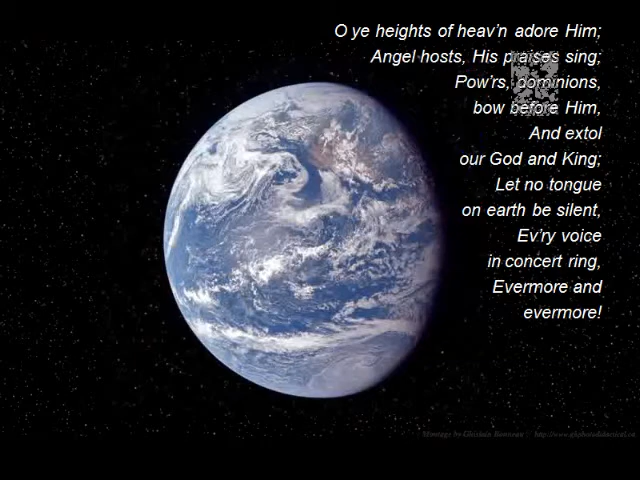 O ye heights of heav'n adore Him;
Angel hosts, His praises sing;
Pow'rs, dominions,
bow before Him,
And extol
our God and King;
Let no tongue
on earth be silent,
Ev'ry voice
in concert ring,
Evermore and
evermore!